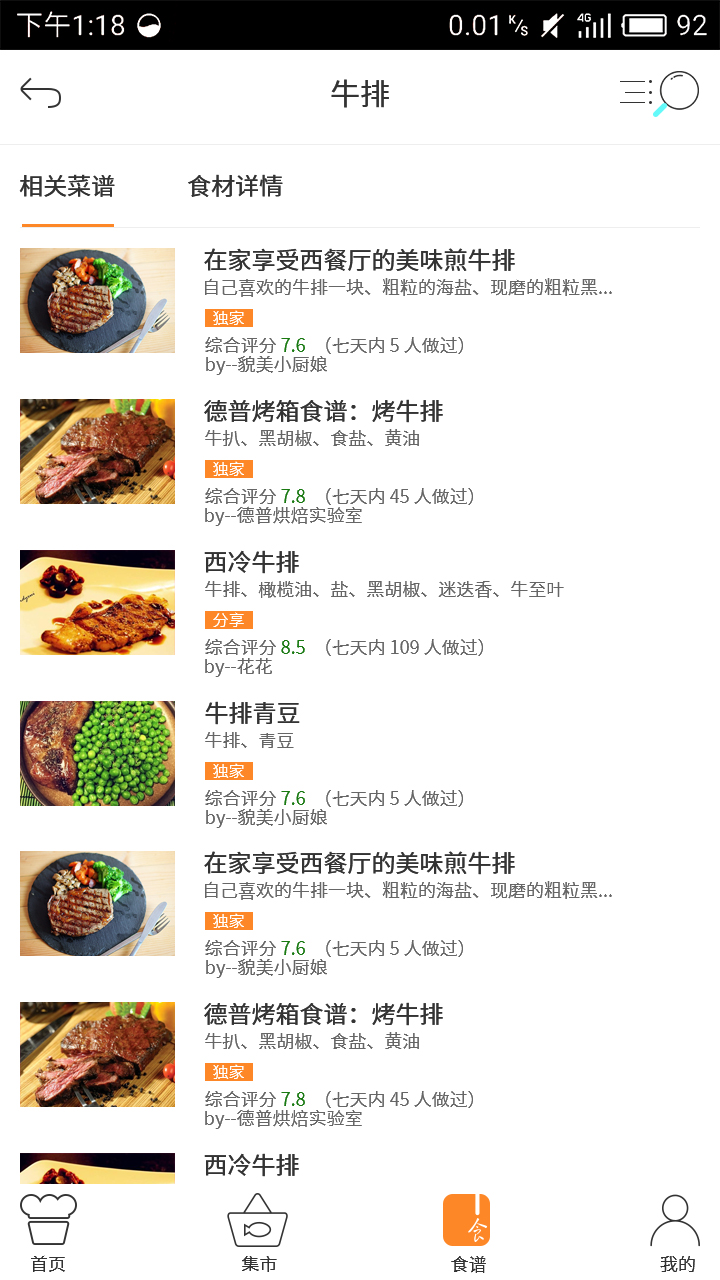 下午1:18 0.01 K/s 4G 92
牛排
相关菜谱 食材详情
在家享受西餐厅的美味煎牛排
自己喜欢的牛排一块、粗粒的海盐、现磨的粗粒黑...
独家
综合评分 7.6 （七天内 5 人做过）
by--貌美小厨娘
德普烤箱食谱：烤牛排
牛扒、黑胡椒、食盐、黄油
独家
综合评分 7.8 （七天内 45 人做过）
by--德普烘焙实验室
西冷牛排
牛排、橄榄油、盐、黑胡椒、迷迭香、牛至叶
分享
综合评分 8.5 （七天内 109 人做过）
by--花花
牛排青豆
牛排、青豆
独家
综合评分 7.6 （七天内 5 人做过）
by--貌美小厨娘
在家享受西餐厅的美味煎牛排
自己喜欢的牛排一块、粗粒的海盐、现磨的粗粒黑...
独家
综合评分 7.6 （七天内 5 人做过）
by--貌美小厨娘
德普烤箱食谱：烤牛排
牛扒、黑胡椒、食盐、黄油
独家
综合评分 7.8 （七天内 45 人做过）
by--德普烘焙实验室
西冷牛排
食
首页 集市 食谱 我的